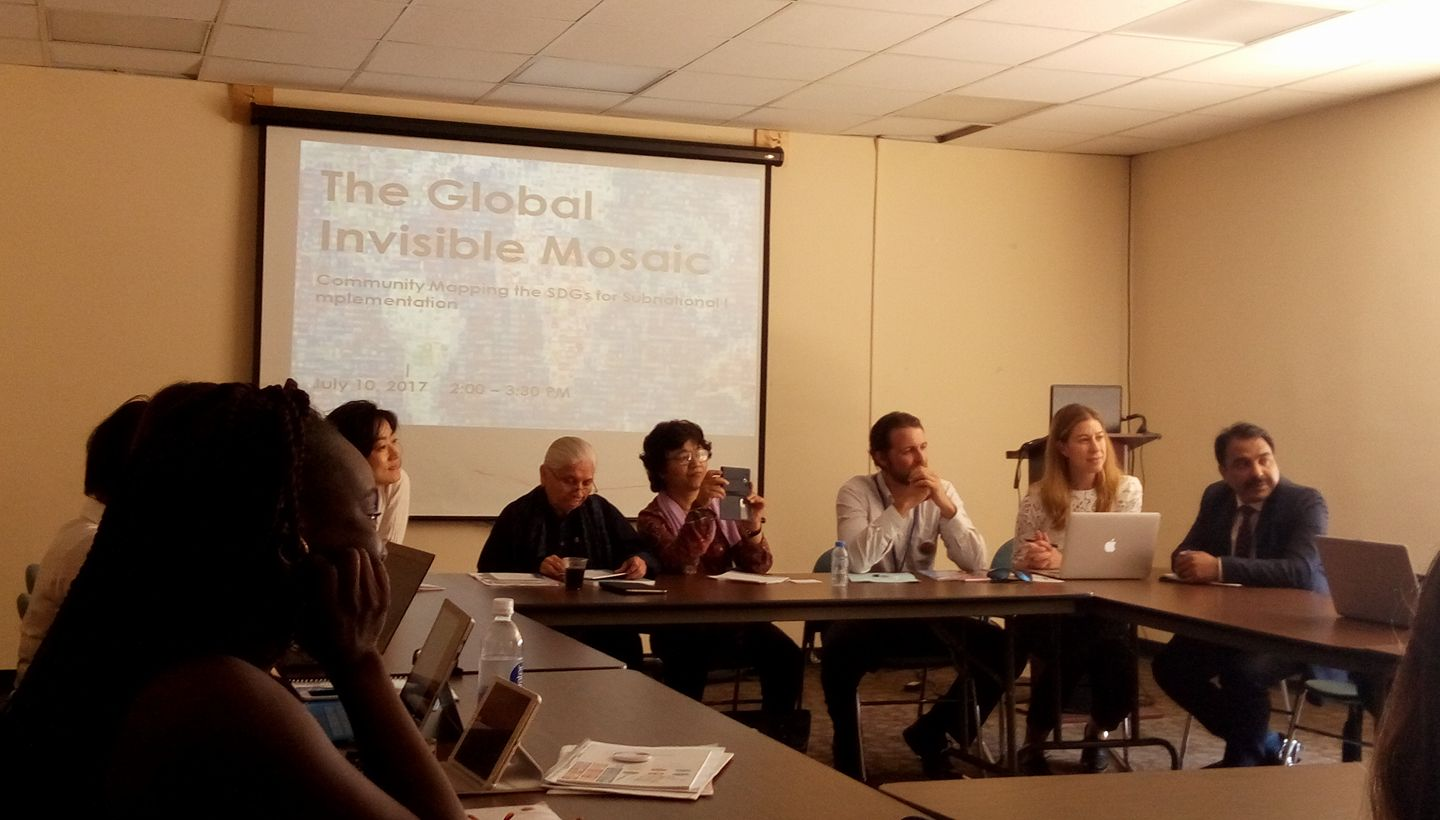 The Global
Invisible Mosaic
Community Mapping the SDGs for Subnational I
mplementation
July 10, 2017 2:00 – 3:30 PM